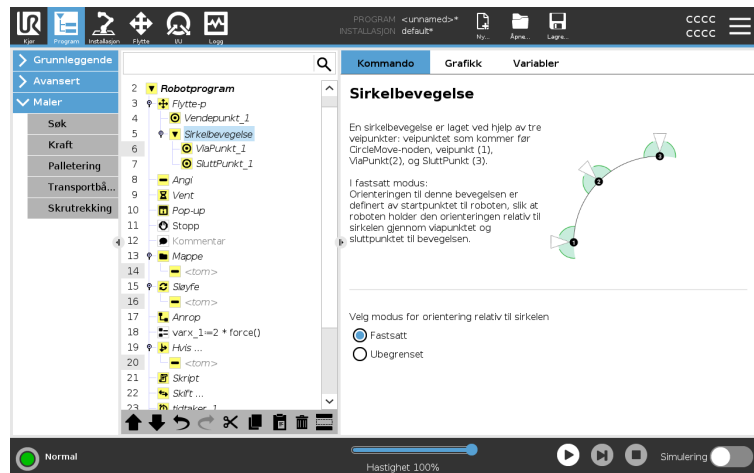 UR
PROGRAM <unnamed>*
INSTALLASJON default*
Kjør
Program
Installasjon
Flytte
I/U
Logg
Ny...
Åpne...
Lagre...
CCCC
CCCC
Grunnleggende
Avansert
Maler
Søk
Kraft
Palletering
Transportbå...
Skrutrekking
2 Robotprogram
3 Flytte-p
4 Vendepunkt_1
5 Sirkelbevegelse
6 ViaPunkt_1
7 SluttPunkt_1
8 Angi
9 Vent
10 Pop-up
11 Stopp
12 Kommentar
13 Mappe
14 <tom>
15 Sløyfe
16 <tom>
17 Anrop
18 varx_1:=2 * force()
19 Hvis ...
20 <tom>
21 Skript
22 Skift ...
23 tidtaker_1
Kommando
Grafikk
Variabler
Sirkelbevegelse
En sirkelbevegelse er laget ved hjelp av tre
veipunkter: veipunktet som kommer før
CircleMove-noden, veipunkt (1),
ViaPunkt(2), og SluttPunkt (3).
I fastsatt modus:
Orienteringen til denne bevegelsen er
definert av startpunktet til roboten, slik at
roboten holder den orienteringen relativ til
sirkelen gjennom viapunktet og
sluttpunktet til bevegelsen.
1
2
3
Velg modus for orientering relativ til sirkelen
Fastsatt
Ubegrenset
Normal
Hastighet 100%
Simulering